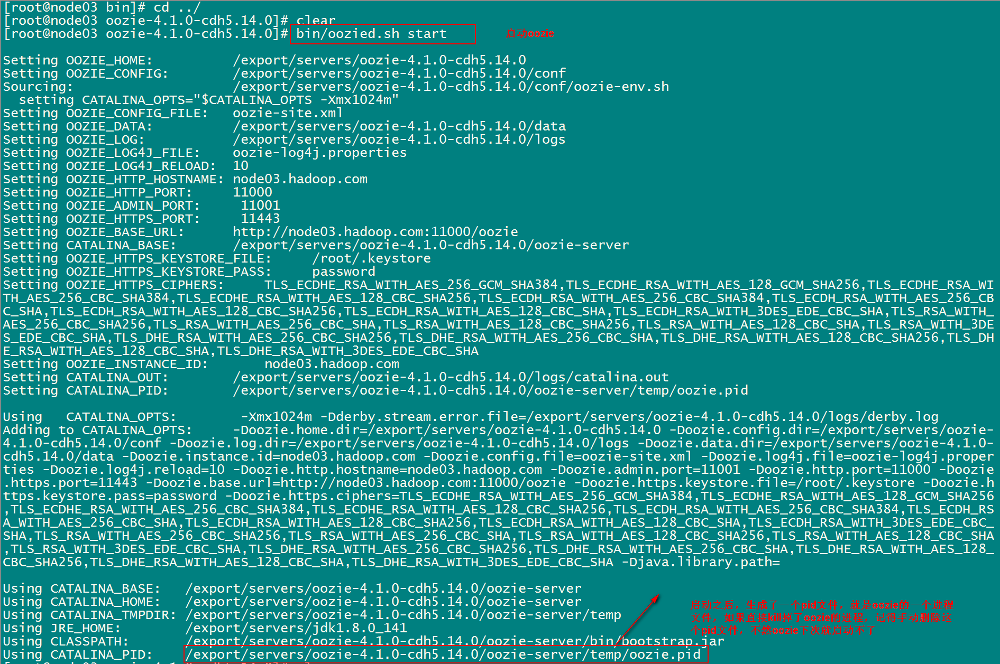 [root@node03 bin]# cd ../
[root@node03 oozie-4.1.0-cdh5.14.0]# clear
[root@node03 oozie-4.1.0-cdh5.14.0]# bin/oozied.sh start
启动oozie
Setting OOZIE_HOME: /export/servers/oozie-4.1.0-cdh5.14.0
Setting OOZIE_CONFIG: /export/servers/oozie-4.1.0-cdh5.14.0/conf
Sourcing: /export/servers/oozie-4.1.0-cdh5.14.0/conf/oozie-env.sh
setting CATALINA_OPTS="$CATALINA_OPTS -Xmx1024m"
Setting OOZIE_CONFIG_FILE: oozie-site.xml
Setting OOZIE_DATA: /export/servers/oozie-4.1.0-cdh5.14.0/data
Setting OOZIE_LOG: /export/servers/oozie-4.1.0-cdh5.14.0/logs
Setting OOZIE_LOG4J_FILE: oozie-log4j.properties
Setting OOZIE_LOG4J_RELOAD: 10
Setting OOZIE_HTTP_HOSTNAME: node03.hadoop.com
Setting OOZIE_HTTP_PORT: 11000
Setting OOZIE_ADMIN_PORT: 11001
Setting OOZIE_HTTPS_PORT: 11443
Setting OOZIE_BASE_URL: http://node03.hadoop.com:11000/oozie
Setting CATALINA_BASE: /export/servers/oozie-4.1.0-cdh5.14.0/oozie-server
Setting OOZIE_HTTPS_KEYSTORE_FILE: /root/.keystore
Setting OOZIE_HTTPS_KEYSTORE_PASS: password
Setting OOZIE_HTTPS_CIPHERS: TLS_ECDHE_RSA_WITH_AES_256_GCM_SHA384,TLS_ECDHE_RSA_WITH_AES_128_GCM_SHA256,TLS_ECDHE_RSA_WI
TH_AES_256_CBC_SHA384,TLS_ECDHE_RSA_WITH_AES_128_CBC_SHA256,TLS_ECDH_RSA_WITH_AES_256_CBC_SHA384,TLS_ECDH_RSA_WITH_AES_256_CB
C_SHA,TLS_ECDH_RSA_WITH_AES_128_CBC_SHA256,TLS_ECDH_RSA_WITH_AES_128_CBC_SHA,TLS_ECDH_RSA_WITH_3DES_EDE_CBC_SHA,TLS_RSA_WITH_
AES_256_CBC_SHA256,TLS_RSA_WITH_AES_256_CBC_SHA,TLS_RSA_WITH_AES_128_CBC_SHA256,TLS_RSA_WITH_AES_128_CBC_SHA,TLS_RSA_WITH_3DE
S_EDE_CBC_SHA,TLS_DHE_RSA_WITH_AES_256_CBC_SHA256,TLS_DHE_RSA_WITH_AES_256_CBC_SHA,TLS_DHE_RSA_WITH_AES_128_CBC_SHA256,TLS_DH
E_RSA_WITH_AES_128_CBC_SHA,TLS_DHE_RSA_WITH_3DES_EDE_CBC_SHA
Setting OOZIE_INSTANCE_ID: node03.hadoop.com
Setting CATALINA_OUT: /export/servers/oozie-4.1.0-cdh5.14.0/logs/catalina.out
Setting CATALINA_PID: /export/servers/oozie-4.1.0-cdh5.14.0/oozie-server/temp/oozie.pid
Using CATALINA_OPTS: -Xmx1024m -Dderby.stream.error.file=/export/servers/oozie-4.1.0-cdh5.14.0/logs/derby.log
Adding to CATALINA_OPTS: -Doozie.home.dir=/export/servers/oozie-4.1.0-cdh5.14.0 -Doozie.config.dir=/export/servers/oozie-
4.1.0-cdh5.14.0/conf -Doozie.log.dir=/export/servers/oozie-4.1.0-cdh5.14.0/logs -Doozie.data.dir=/export/servers/oozie-4.1.0-
cdh5.14.0/data -Doozie.instance.id=node03.hadoop.com -Doozie.config.file=oozie-site.xml -Doozie.log4j.file=oozie-log4j.proper
ties -Doozie.log4j.reload=10 -Doozie.http.hostname=node03.hadoop.com -Doozie.admin.port=11001 -Doozie.http.port=11000 -Doozie
.https.port=11443 -Doozie.base.url=http://node03.hadoop.com:11000/oozie -Doozie.https.keystore.file=/root/.keystore -Doozie.h
ttps.keystore.pass=password -Doozie.https.ciphers=TLS_ECDHE_RSA_WITH_AES_256_GCM_SHA384,TLS_ECDHE_RSA_WITH_AES_128_GCM_SHA256
,TLS_ECDHE_RSA_WITH_AES_256_CBC_SHA384,TLS_ECDHE_RSA_WITH_AES_128_CBC_SHA256,TLS_ECDH_RSA_WITH_AES_256_CBC_SHA384,TLS_ECDH_RS
A_WITH_AES_256_CBC_SHA,TLS_ECDH_RSA_WITH_AES_128_CBC_SHA256,TLS_ECDH_RSA_WITH_AES_128_CBC_SHA,TLS_ECDH_RSA_WITH_3DES_EDE_CBC_
SHA,TLS_RSA_WITH_AES_256_CBC_SHA256,TLS_RSA_WITH_AES_256_CBC_SHA,TLS_RSA_WITH_AES_128_CBC_SHA256,TLS_RSA_WITH_AES_128_CBC_SHA
,TLS_RSA_WITH_3DES_EDE_CBC_SHA,TLS_DHE_RSA_WITH_AES_256_CBC_SHA256,TLS_DHE_RSA_WITH_AES_256_CBC_SHA,TLS_DHE_RSA_WITH_AES_128_
CBC_SHA256,TLS_DHE_RSA_WITH_AES_128_CBC_SHA,TLS_DHE_RSA_WITH_3DES_EDE_CBC_SHA -Djava.library.path=
Using CATALINA_BASE: /export/servers/oozie-4.1.0-cdh5.14.0/oozie-server
Using CATALINA_HOME: /export/servers/oozie-4.1.0-cdh5.14.0/oozie-server
Using CATALINA_TMPDIR: /export/servers/oozie-4.1.0-cdh5.14.0/oozie-server/temp
Using JRE_HOME: /export/servers/jdk1.8.0_141
Using CLASSPATH: /export/servers/oozie-4.1.0-cdh5.14.0/oozie-server/bin/bootstrap.jar
Using CATALINA_PID: /export/servers/oozie-4.1.0-cdh5.14.0/oozie-server/temp/oozie.pid
启动之后，生成了一个pid文件，就是oozie的一个进程
文件，如果直接kill掉了oozie的进程，记得手动删除这
个pid文件，不然oozie下次就启动不了